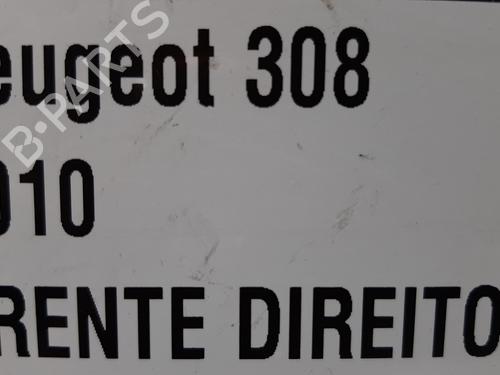 eugeot 308
010
RENTE DIREITO
B-PARTS